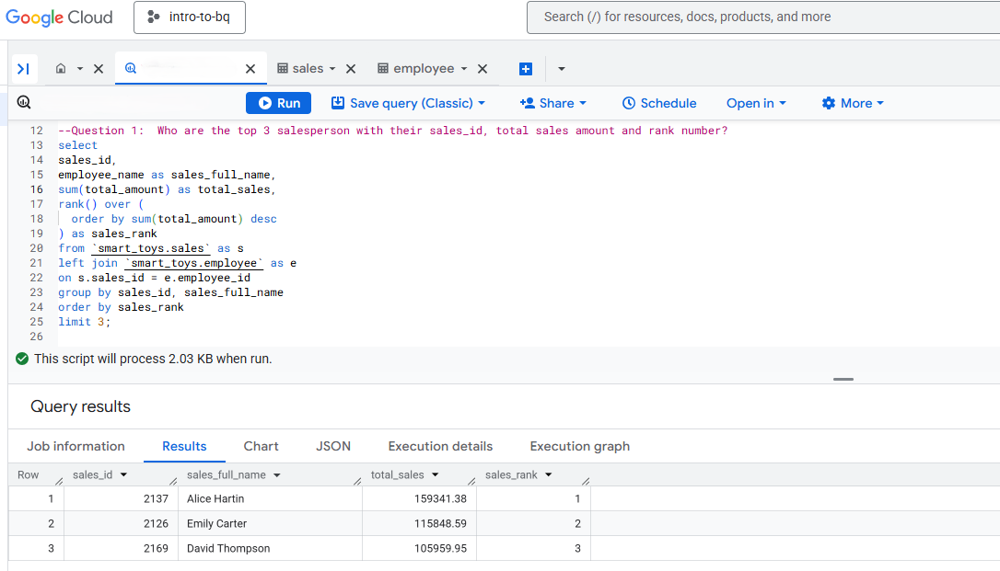 Google Cloud
intro-to-bq
Search (/) for resources, docs, products, and more
sales
employee
Run
Save query (Classic)
Share
Schedule
Open in
More
12 --Question 1:  Who are the top 3 salesperson with their sales_id, total sales amount and rank number?
13 select
14 sales_id,
15 employee_name as sales_full_name,
16 sum(total_amount) as total_sales,
17 rank() over (
18   order by sum(total_amount) desc
19 ) as sales_rank
20 from `smart_toys.sales` as s
21 left join `smart_toys.employee` as e
22 on s.sales_id = e.employee_id
23 group by sales_id, sales_full_name
24 order by sales_rank
25 limit 3;
26
This script will process 2.03 KB when run.
Query results
Job information Results Chart JSON Execution details Execution graph
Row sales_id sales_full_name total_sales sales_rank
1 2137 Alice Hartin 159341.38 1
2 2126 Emily Carter 115848.59 2
3 2169 David Thompson 105959.95 3